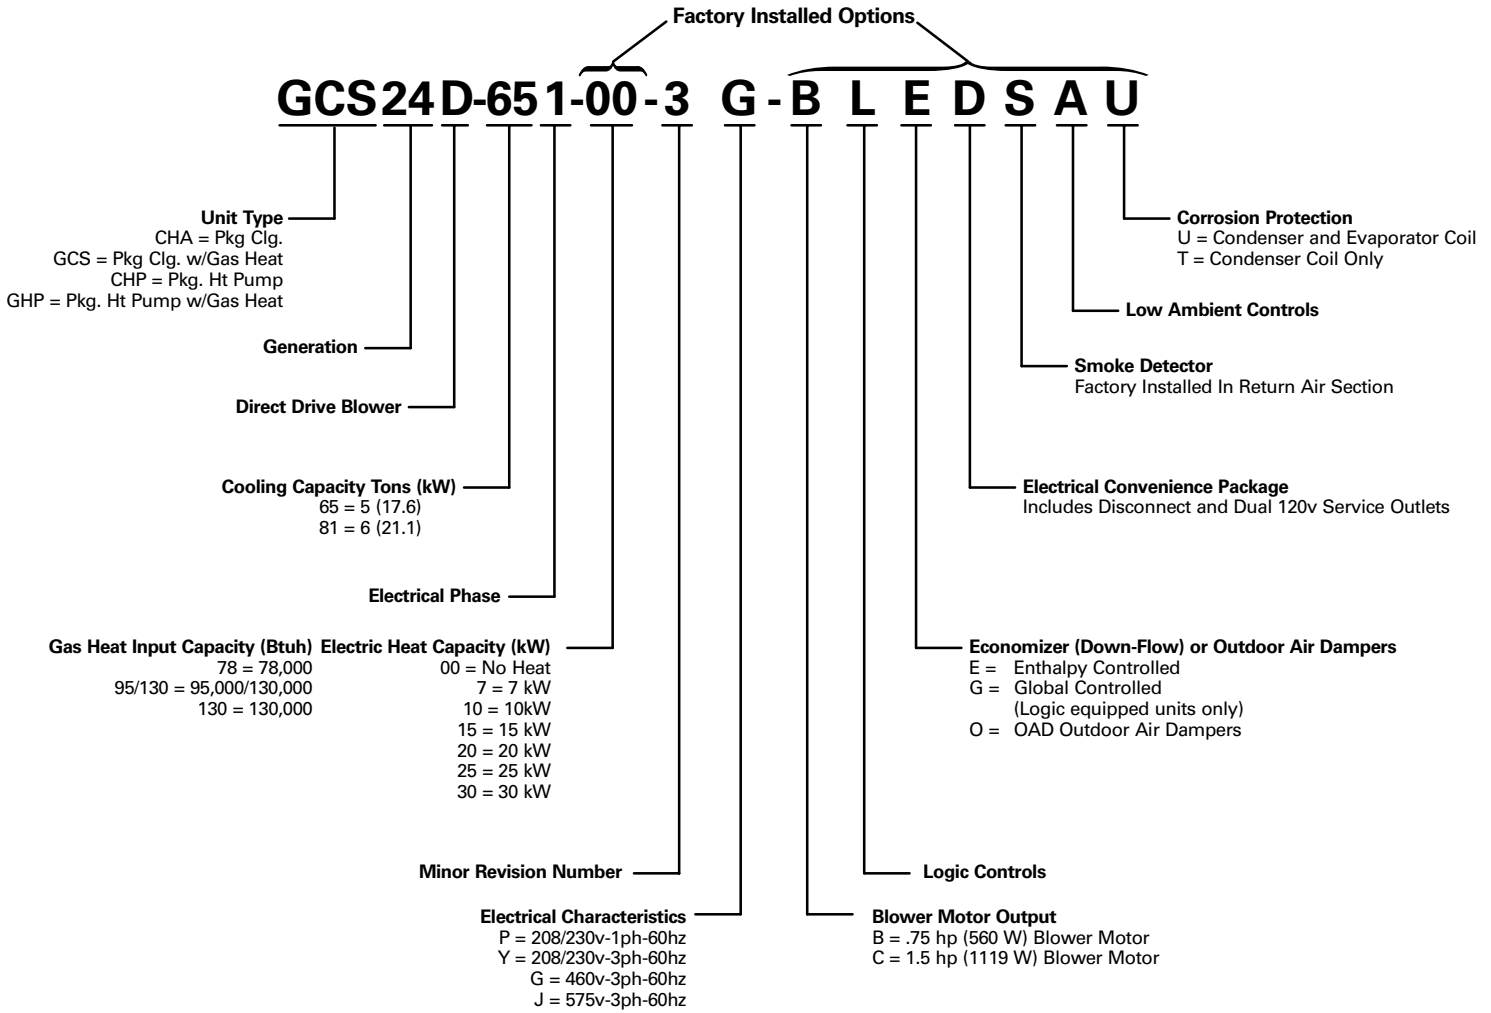 Factory Installed Options
GCS24D-651-00-3 G-BLEDSAU
Unit Type
CHA = Pkg Clg.
GCS = Pkg Clg. w/Gas Heat
CHP = Pkg. Ht Pump
GHP = Pkg. Ht Pump w/Gas Heat
Generation
Direct Drive Blower
Cooling Capacity Tons (kW)
65 = 5 (17.6)
81 = 6 (21.1)
Electrical Phase
Gas Heat Input Capacity (Btuh)
78 = 78,000
95/130 = 95,000/130,000
130 = 130,000
Electric Heat Capacity (kW)
00 = No Heat
7 = 7 kW
10 = 10kW
15 = 15 kW
20 = 20 kW
25 = 25 kW
30 = 30 kW
Minor Revision Number
Electrical Characteristics
P = 208/230v-1ph-60hz
Y = 208/230v-3ph-60hz
G = 460v-3ph-60hz
J = 575v-3ph-60hz
Corrosion Protection
U = Condenser and Evaporator Coil
T = Condenser Coil Only
Low Ambient Controls
Smoke Detector
Factory Installed In Return Air Section
Electrical Convenience Package
Includes Disconnect and Dual 120v Service Outlets
Economizer (Down-Flow) or Outdoor Air Dampers
E = Enthalpy Controlled
G = Global Controlled
(Logic equipped units only)
O = OAD Outdoor Air Dampers
Logic Controls
Blower Motor Output
B = .75 hp (560 W) Blower Motor
C = 1.5 hp (1119 W) Blower Motor